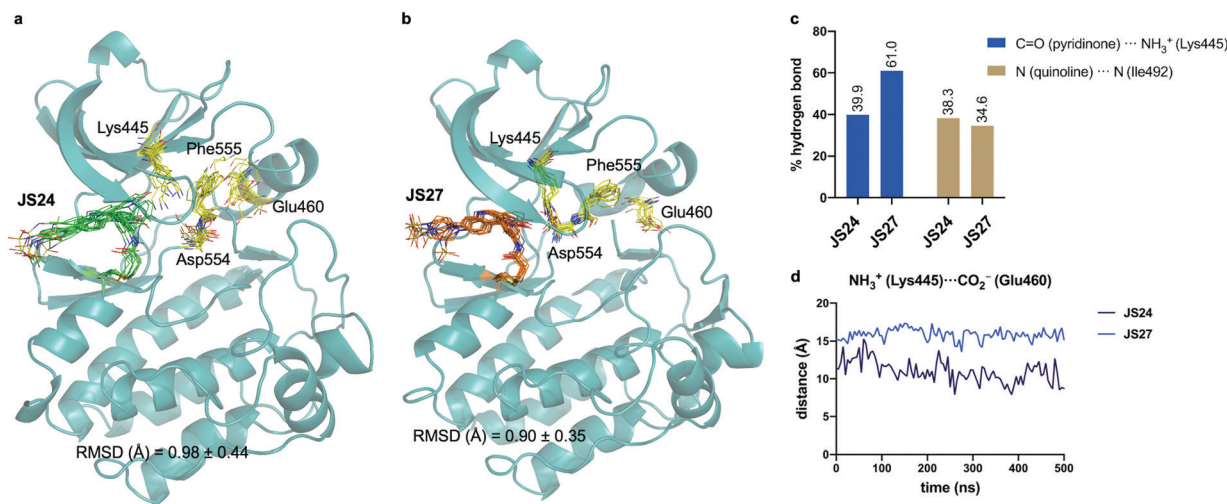 a
Lys445
Phe555
JS24
Glu460
Asp554
RMSD (Å) = 0.98 ± 0.44
b
Lys445
Phe555
JS27
Glu460
Asp554
RMSD (Å) = 0.90 ± 0.35
c
C=O (pyridinone) ··· NH₃⁺ (Lys445)
N (quinoline) ··· N (Ile492)
% hydrogen bond
80
60
40
20
0
39.9
61.0
38.3
34.6
JS24
JS27
JS24
JS27
d
NH₃⁺ (Lys445)···CO₂⁻ (Glu460)
JS24
JS27
distance (Å)
20
15
10
5
0
0 100 200 300 400 500
time (ns)